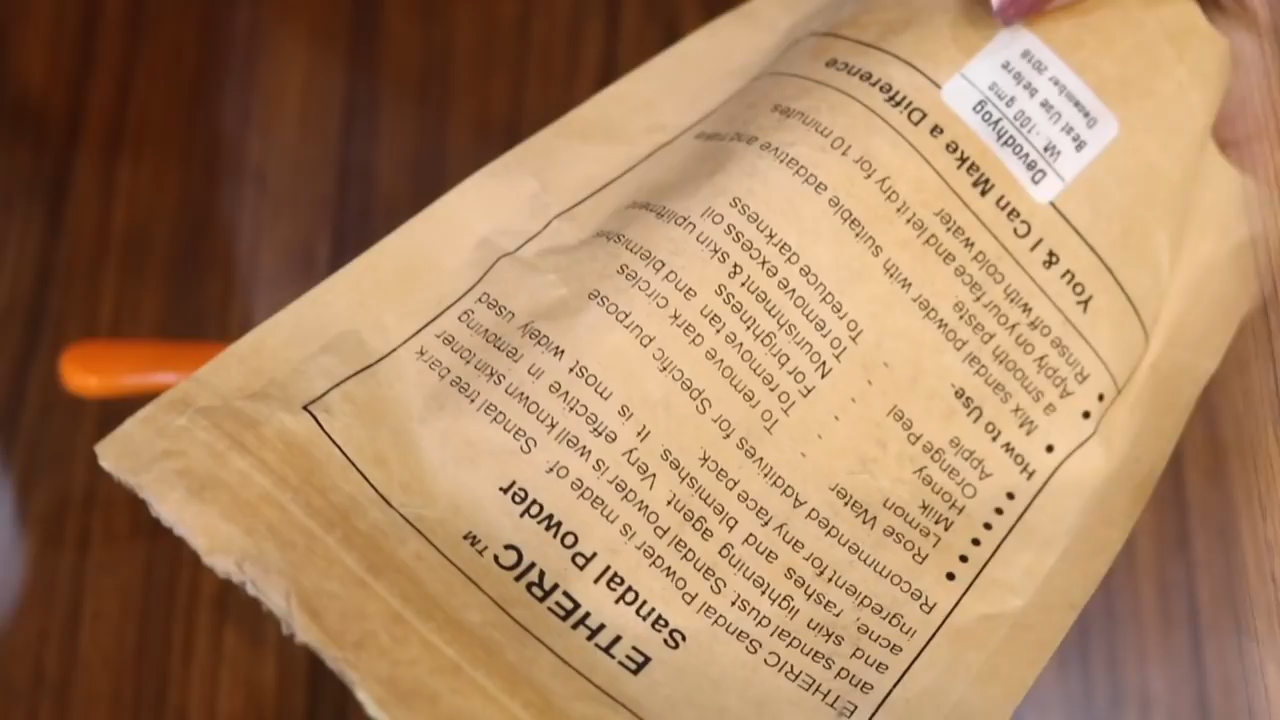 ETHERIC™
Sandal Powder
ETHERIC Sandal Powder is made of Sandal tree bark
and sandal dust. Sandal Powder is well known skin toner
and skin lightening agent. Very effective in removing
acne, rashes and blemishes. It is most widely used
ingredient for any face pack.
Recommended Additives for Specific purpose
Rose Water - To remove dark circles
Lemon - To remove tan and blemishes
Milk - For brightness
Honey - Nourishment & skin upliftment
Orange Peel - To remove excess oil
Apple - To reduce darkness
How to Use-
Mix sandal powder with suitable addative and make
a smooth paste.
Apply on your face and let it dry for 10 minutes
Rinse off with cold water
You & I Can Make a Difference
Devodhyog
Wt.-100 gms
Best Use before
December 2018